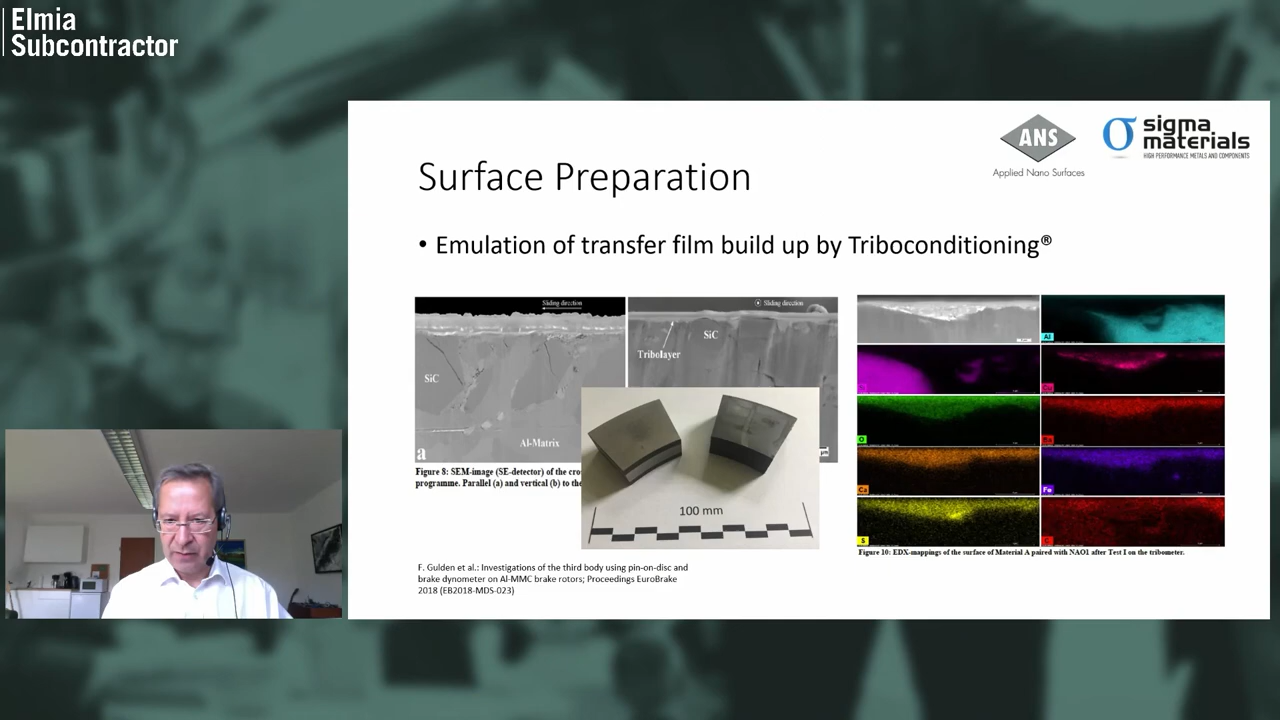 Elmia
Subcontractor
ANS
Applied Nano Surfaces
sigma
materials
HIGH PERFORMANCE METALS AND COMPONENTS
Surface Preparation
• Emulation of transfer film build up by Triboconditioning®
Sliding direction
Sliding direction
SiC
Tribolayer
SiC
Al-Matrix
a
Figure 8: SEM-image (SE-detector) of the cro
programme. Parallel (a) and vertical (b) to the
100 mm
Al
O
Ca
Fe
S
Figure 10: EDX-mappings of the surface of Material A paired with NAO1 after Test I on the tribometer.
F. Gulden et al.: Investigations of the third body using pin-on-disc and
brake dynometer on Al-MMC brake rotors; Proceedings EuroBrake
2018 (EB2018-MDS-023)